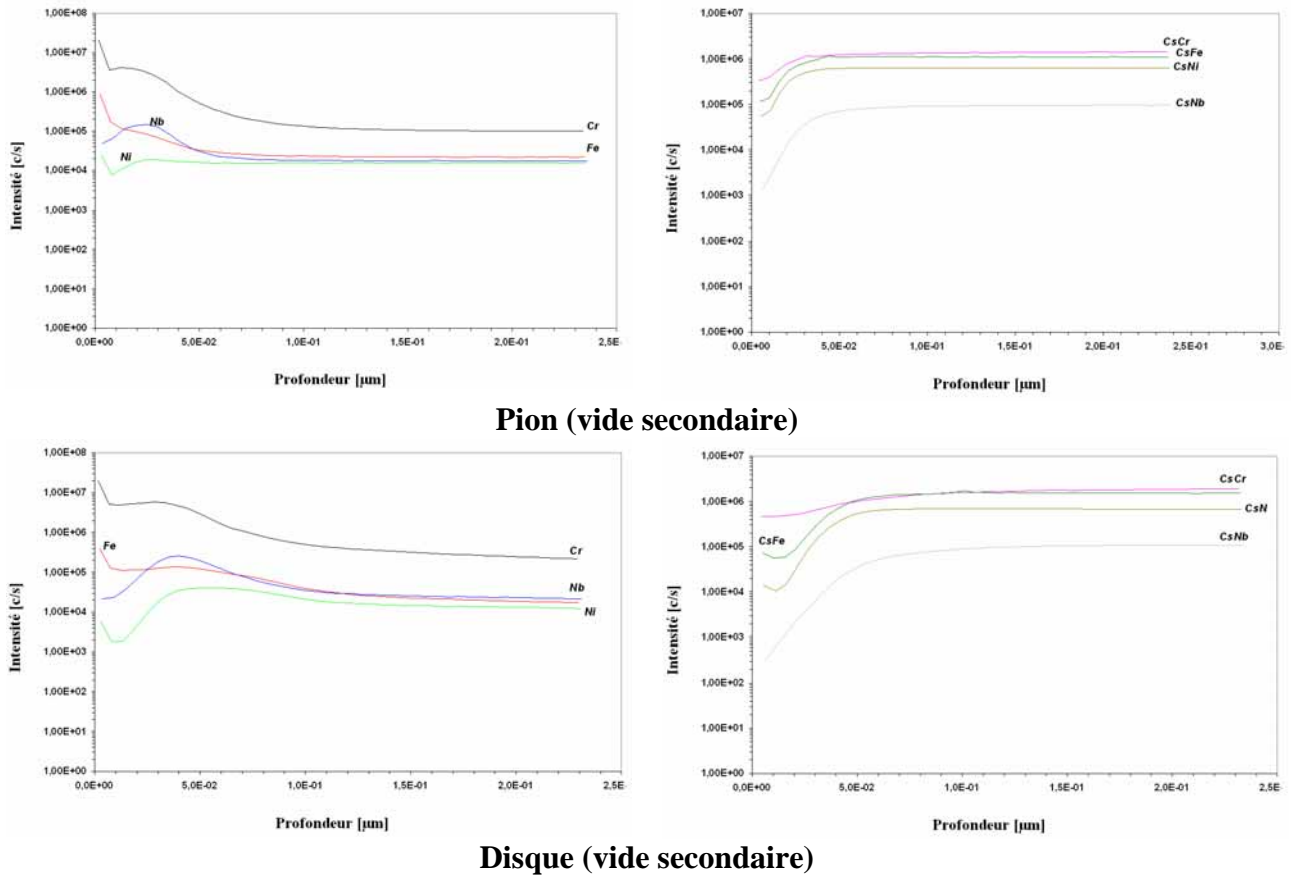 1,00E+08
1,00E+07
1,00E+06
1,00E+05
1,00E+04
1,00E+03
1,00E+02
1,00E+01
1,00E+00
Intensité [c/s]
Nb
Ni
Cr
Fe
0,0E+00 5,0E-02 1,0E-01 1,5E-01 2,0E-01 2,5E-
Profondeur [µm]
1,00E+07
1,00E+06
1,00E+05
1,00E+04
1,00E+03
1,00E+02
1,00E+01
1,00E+00
Intensité [c/s]
CsCr
CsFe
CsNi
CsNb
0,0E+00 5,0E-02 1,0E-01 1,5E-01 2,0E-01 2,5E-01 3,0E-
Profondeur [µm]
Pion (vide secondaire)
1,00E+08
1,00E+07
1,00E+06
1,00E+05
1,00E+04
1,00E+03
1,00E+02
1,00E+01
1,00E+00
Intensité [c/s]
Fe
Cr
Nb
Ni
0,0E+00 5,0E-02 1,0E-01 1,5E-01 2,0E-01 2,5E
Profondeur [µm]
1,00E+07
1,00E+06
1,00E+05
1,00E+04
1,00E+03
1,00E+02
1,00E+01
1,00E+00
Intensité [c/s]
CsCr
CsN
CsFe
CsNb
0,0E+00 5,0E-02 1,0E-01 1,5E-01 2,0E-01 2,5E-
Profondeur [µm]
Disque (vide secondaire)